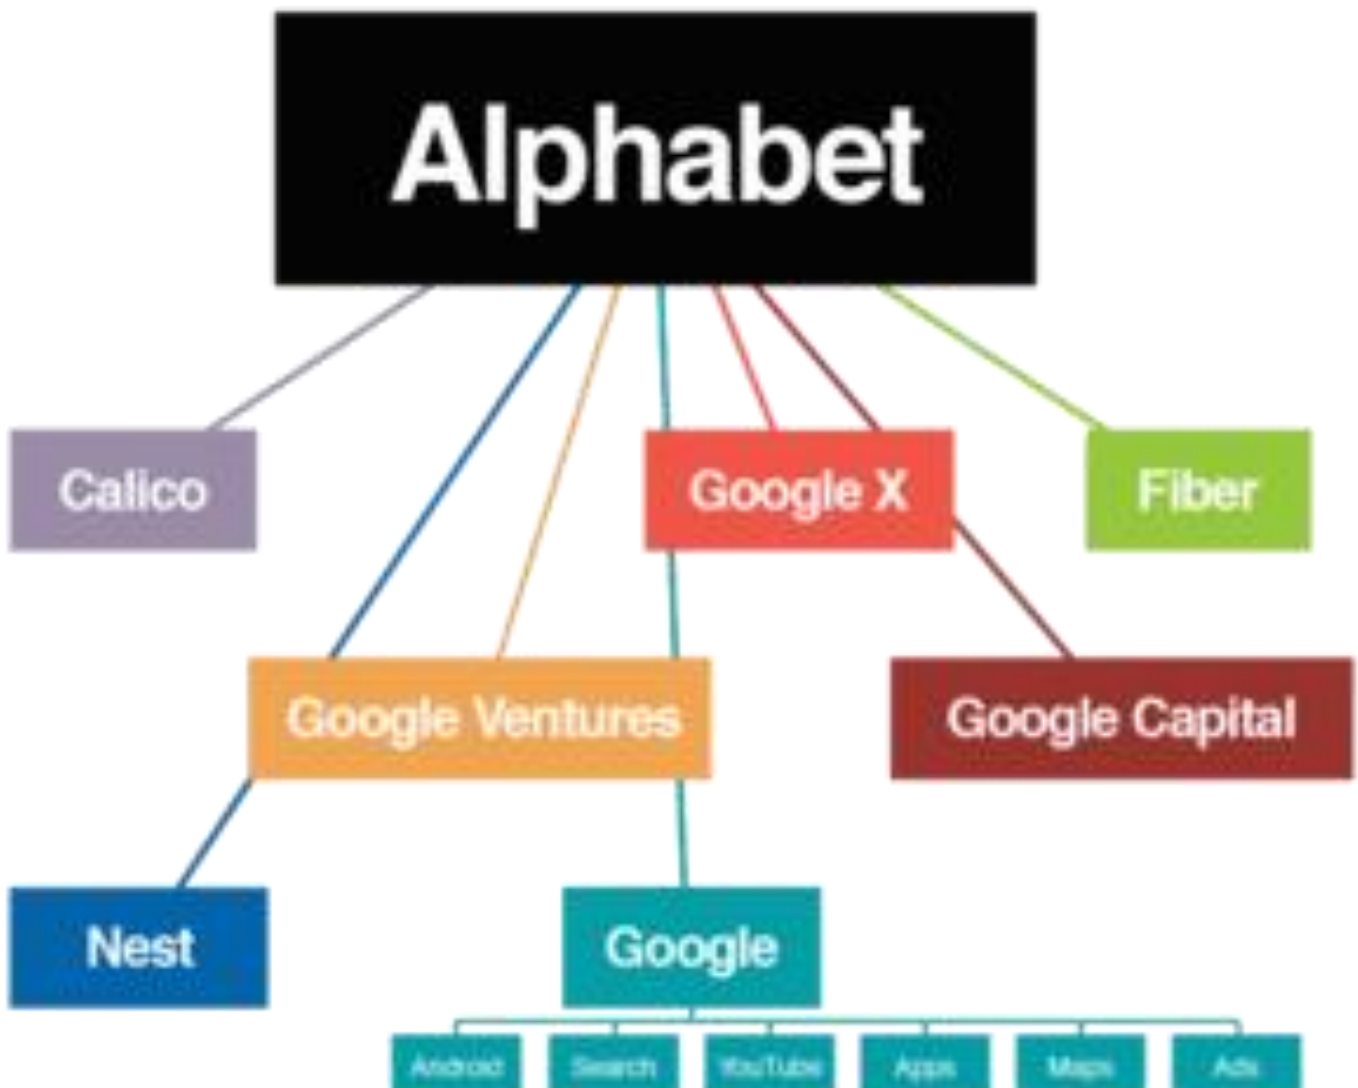 Alphabet
Calico
Google X
Fiber
Google Ventures
Google Capital
Nest
Google
Android
Search
YouTube
Apps
Maps
Ads